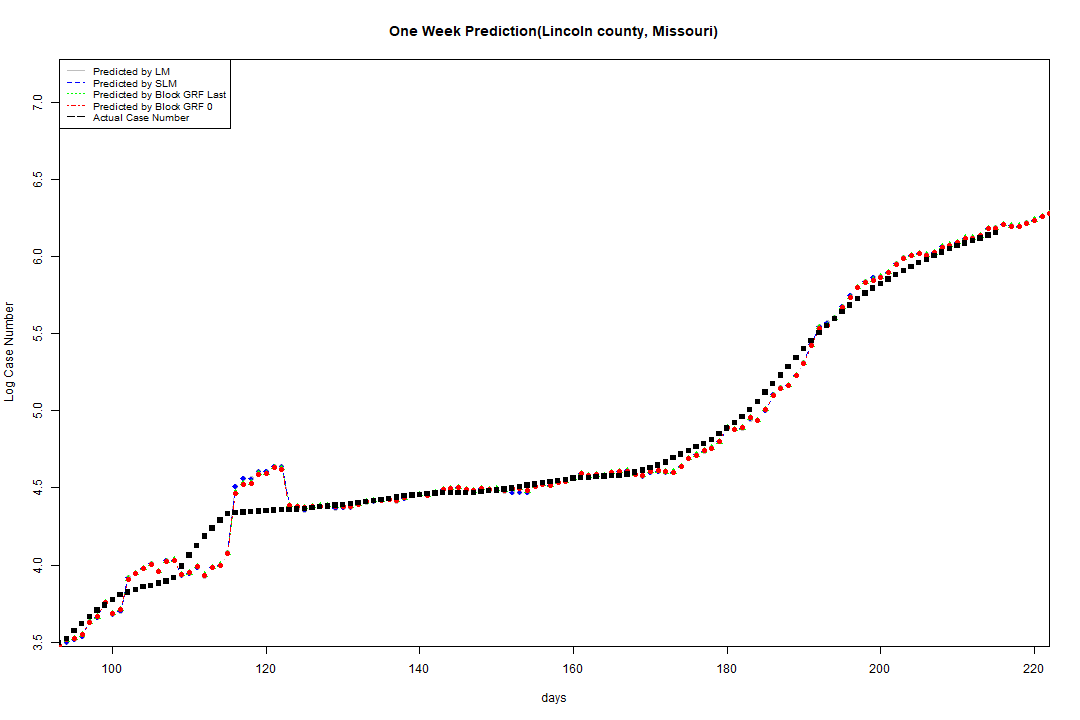 One Week Prediction(Lincoln county, Missouri)
Predicted by LM
Predicted by SLM
Predicted by Block GRF Last
Predicted by Block GRF 0
Actual Case Number
7.0
6.5
6.0
5.5
5.0
4.5
4.0
3.5
Log Case Number
100 120 140 160 180 200 220
days